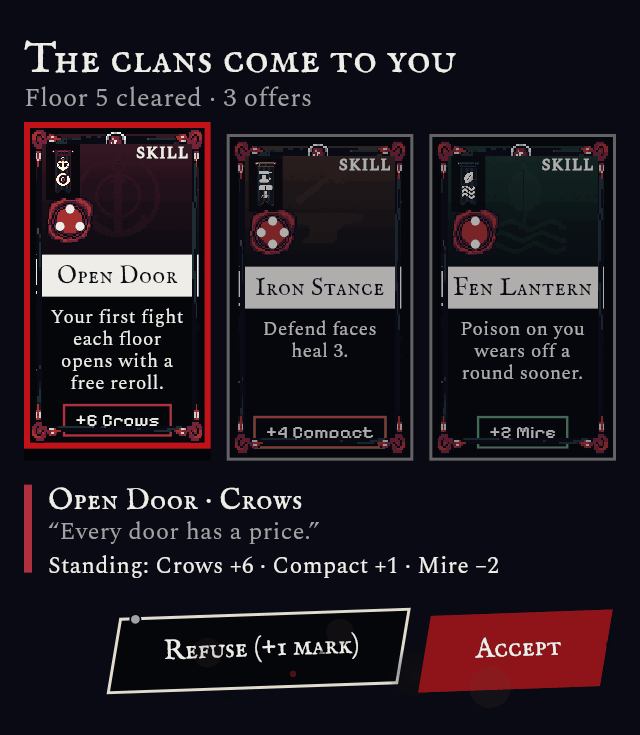 The clans come to you
Floor 5 cleared · 3 offers
SKILL
Open Door
Your first fight
each floor
opens with a
free reroll.
+6 Crows
SKILL
Iron Stance
Defend faces
heal 3.
+4 Compact
SKILL
Fen Lantern
Poison on you
wears off a
round sooner.
+2 Mire
Open Door · Crows
“Every door has a price.”
Standing: Crows +6 · Compact +1 · Mire −2
Refuse (+1 mark)
Accept